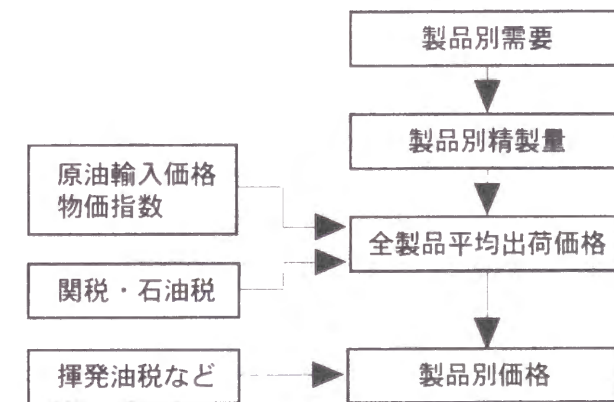 製品別需要
製品別精製量
原油輸入価格
物価指数
全製品平均出荷価格
関税・石油税
揮発油税など
製品別価格